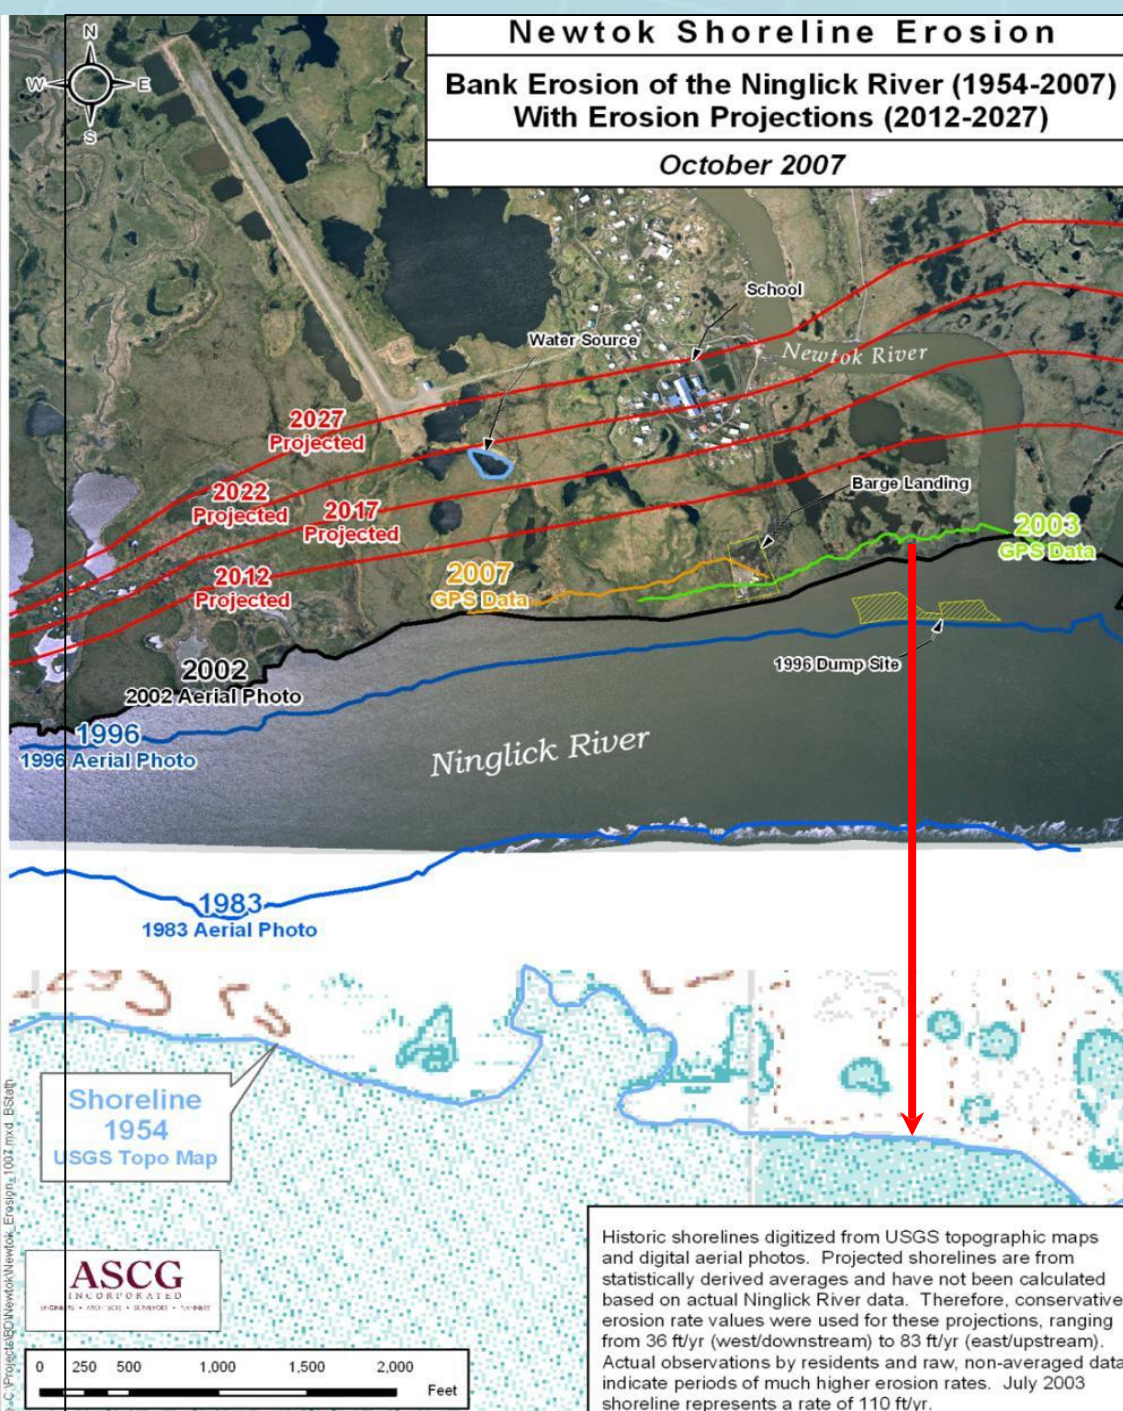 Newtok Shoreline Erosion
Bank Erosion of the Ninglick River (1954-2007)
With Erosion Projections (2012-2027)
October 2007
N
W
E
S
School
Water Source
Newtok River
2027
Projected
2022
Projected
2017
Projected
2012
Projected
Barge Landing
2003
GPS Data
2007
GPS Data
1996 Dump Site
2002
2002 Aerial Photo
1996
1996 Aerial Photo
Ninglick River
1983
1983 Aerial Photo
Shoreline
1954
USGS Topo Map
ASCG
INCORPORATED
ENGINEERS • ARCHITECTS • SURVEYORS • PLANNERS
0 250 500 1,000 1,500 2,000
Feet
Historic shorelines digitized from USGS topographic maps
and digital aerial photos. Projected shorelines are from
statistically derived averages and have not been calculated
based on actual Ninglick River data. Therefore, conservative
erosion rate values were used for these projections, ranging
from 36 ft/yr (west/downstream) to 83 ft/yr (east/upstream).
Actual observations by residents and raw, non-averaged data
indicate periods of much higher erosion rates. July 2003
shoreline represents a rate of 110 ft/yr.